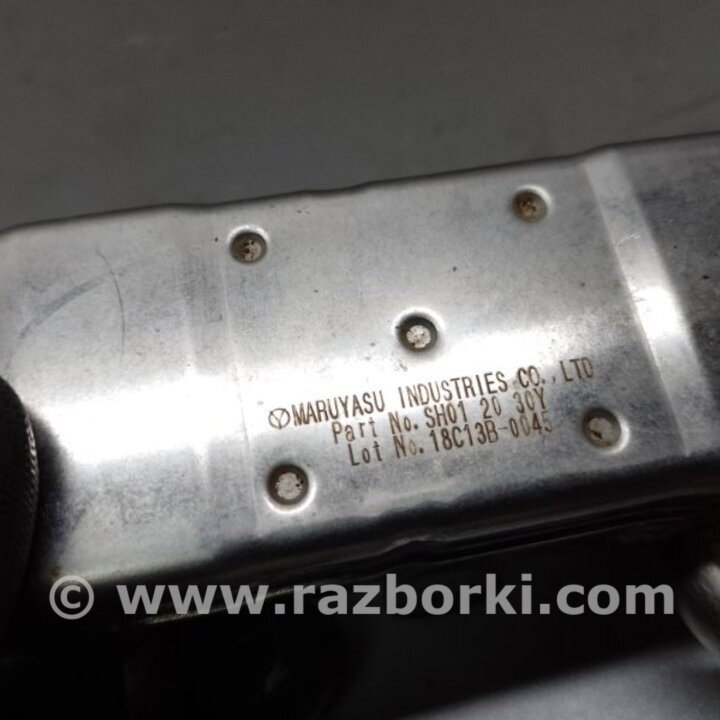 MARUYASU INDUSTRIES CO., LTD
Part No. SH01 20 30Y
Lot No. 18C13B-0045
© www.razborki.com